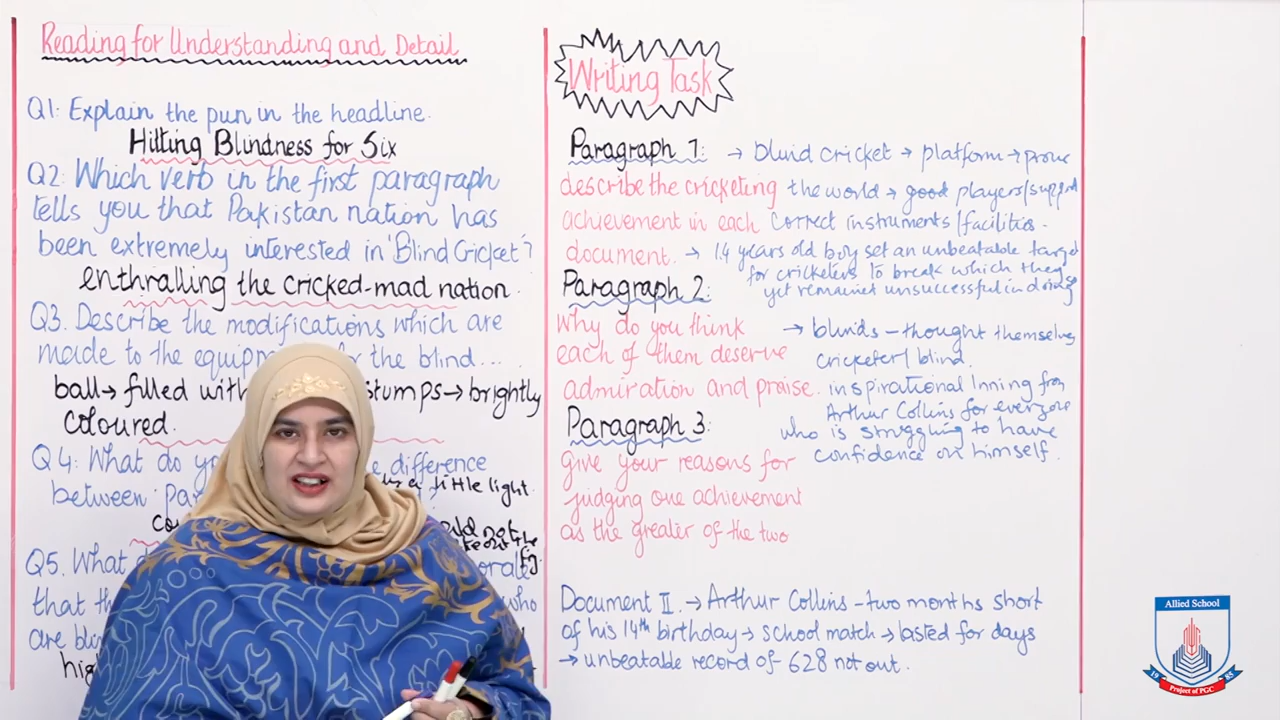 Reading for Understanding and Detail
Q1: Explain the pun in the headline.
Hitting Blindness for Six
Q2: Which verb in the first paragraph
tells you that Pakistan nation has
been extremely interested in 'Blind Cricket'?
enthralling the cricked-mad nation.
Q3. Describe the modifications which are
made to the the blind...
ball → filled with stumps → brightly
coloured.
Q4: What do difference
between
a little light.
not
Q5. What
that who
are
Writing Task
Paragraph 1:
describe the cricketing
achievement in each
document.
→ blind cricket → platform → prove
the world → good players/support
correct instruments/facilities.
→ 14 years old boy set an unbeatable target
for cricketers to break which they
yet remained unsuccessful in doing
Paragraph 2:
Why do you think
each of them deserve
admiration and praise.
→ blinds - thought themselves
cricketer/blind.
inspirational Inning from
Arthur Collins for everyone
who is struggling to have
confidence on himself.
Paragraph 3:
give your reasons for
judging one achievement
as the greater of the two
Document II. → Arthur Collins - two months short
of his 14th birthday → school match → lasted for days
→ unbeatable record of 628 not out.
Allied School
19 85
Project of PGC